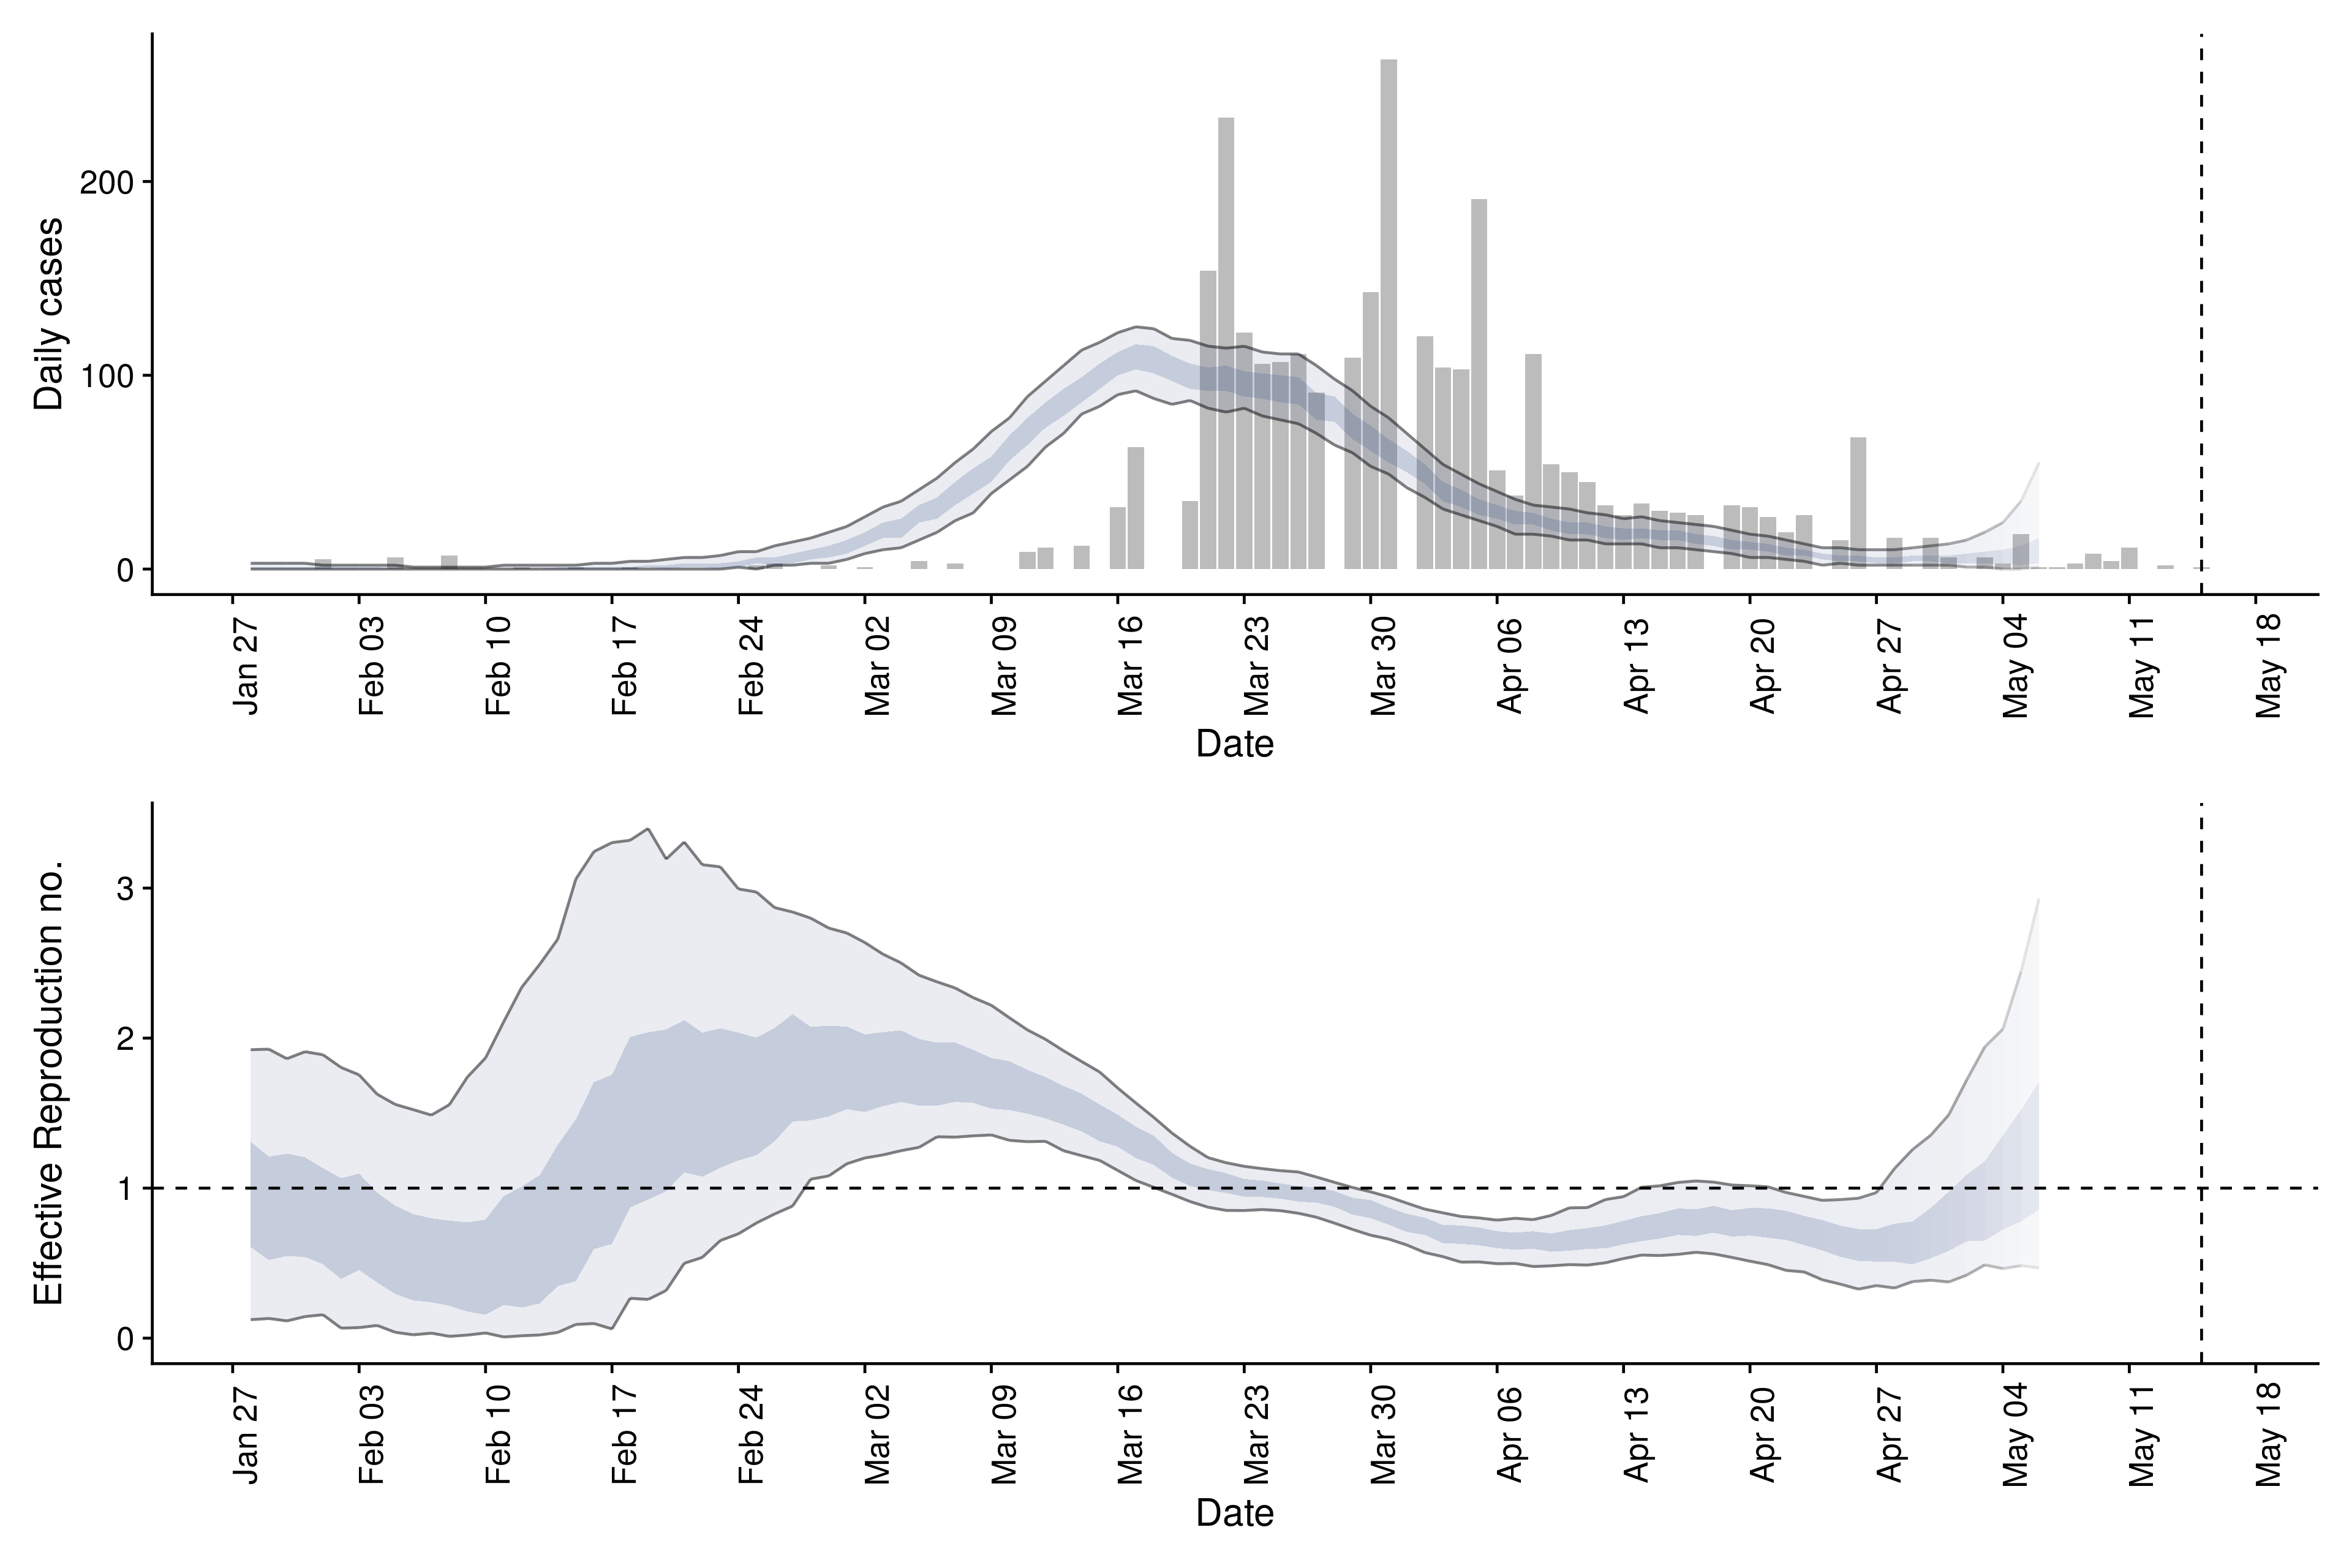 Daily cases
200
100
0
Jan 27
Feb 03
Feb 10
Feb 17
Feb 24
Mar 02
Mar 09
Mar 16
Mar 23
Mar 30
Apr 06
Apr 13
Apr 20
Apr 27
May 04
May 11
May 18
Date
Effective Reproduction no.
3
2
1
0
Jan 27
Feb 03
Feb 10
Feb 17
Feb 24
Mar 02
Mar 09
Mar 16
Mar 23
Mar 30
Apr 06
Apr 13
Apr 20
Apr 27
May 04
May 11
May 18
Date